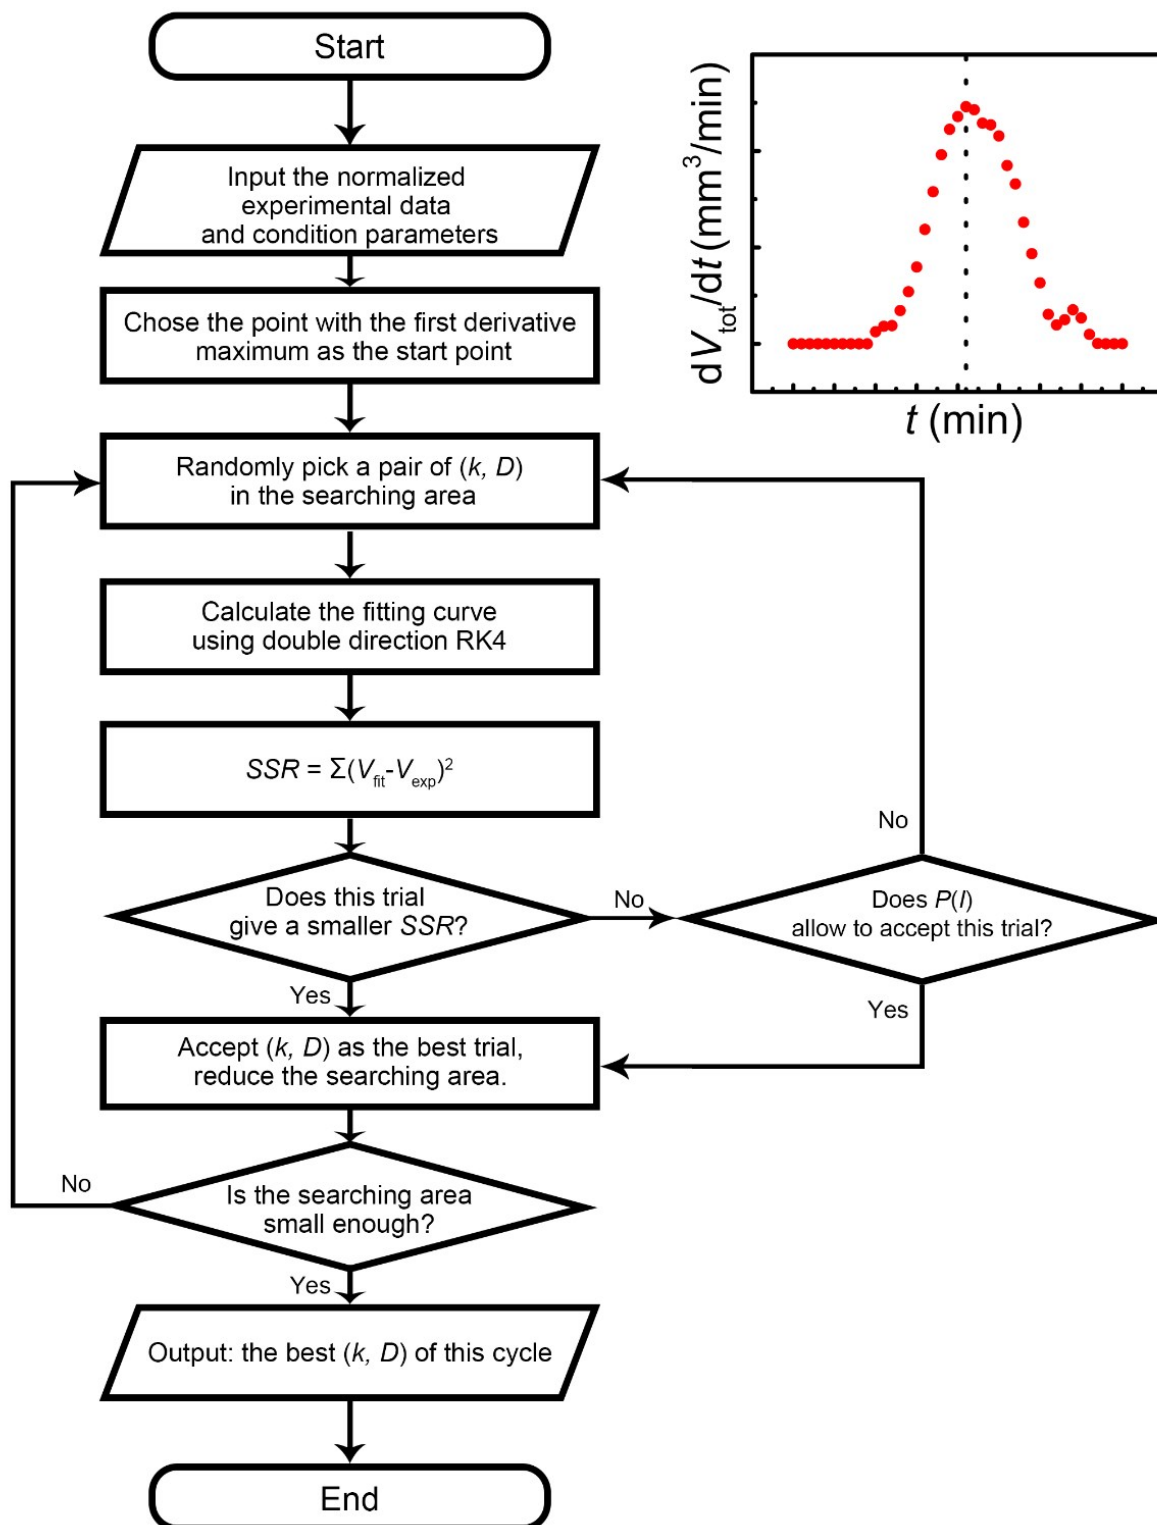 Start
Input the normalized
experimental data
and condition parameters
Chose the point with the first derivative
maximum as the start point
Randomly pick a pair of (k, D)
in the searching area
Calculate the fitting curve
using double direction RK4
SSR = Σ(V_fit-V_exp)²
Does this trial
give a smaller SSR?
No
Does P(I)
allow to accept this trial?
No
Yes
Yes
Accept (k, D) as the best trial,
reduce the searching area.
Is the searching area
small enough?
No
Yes
Output: the best (k, D) of this cycle
End
dV_tot/dt (mm³/min)
t (min)